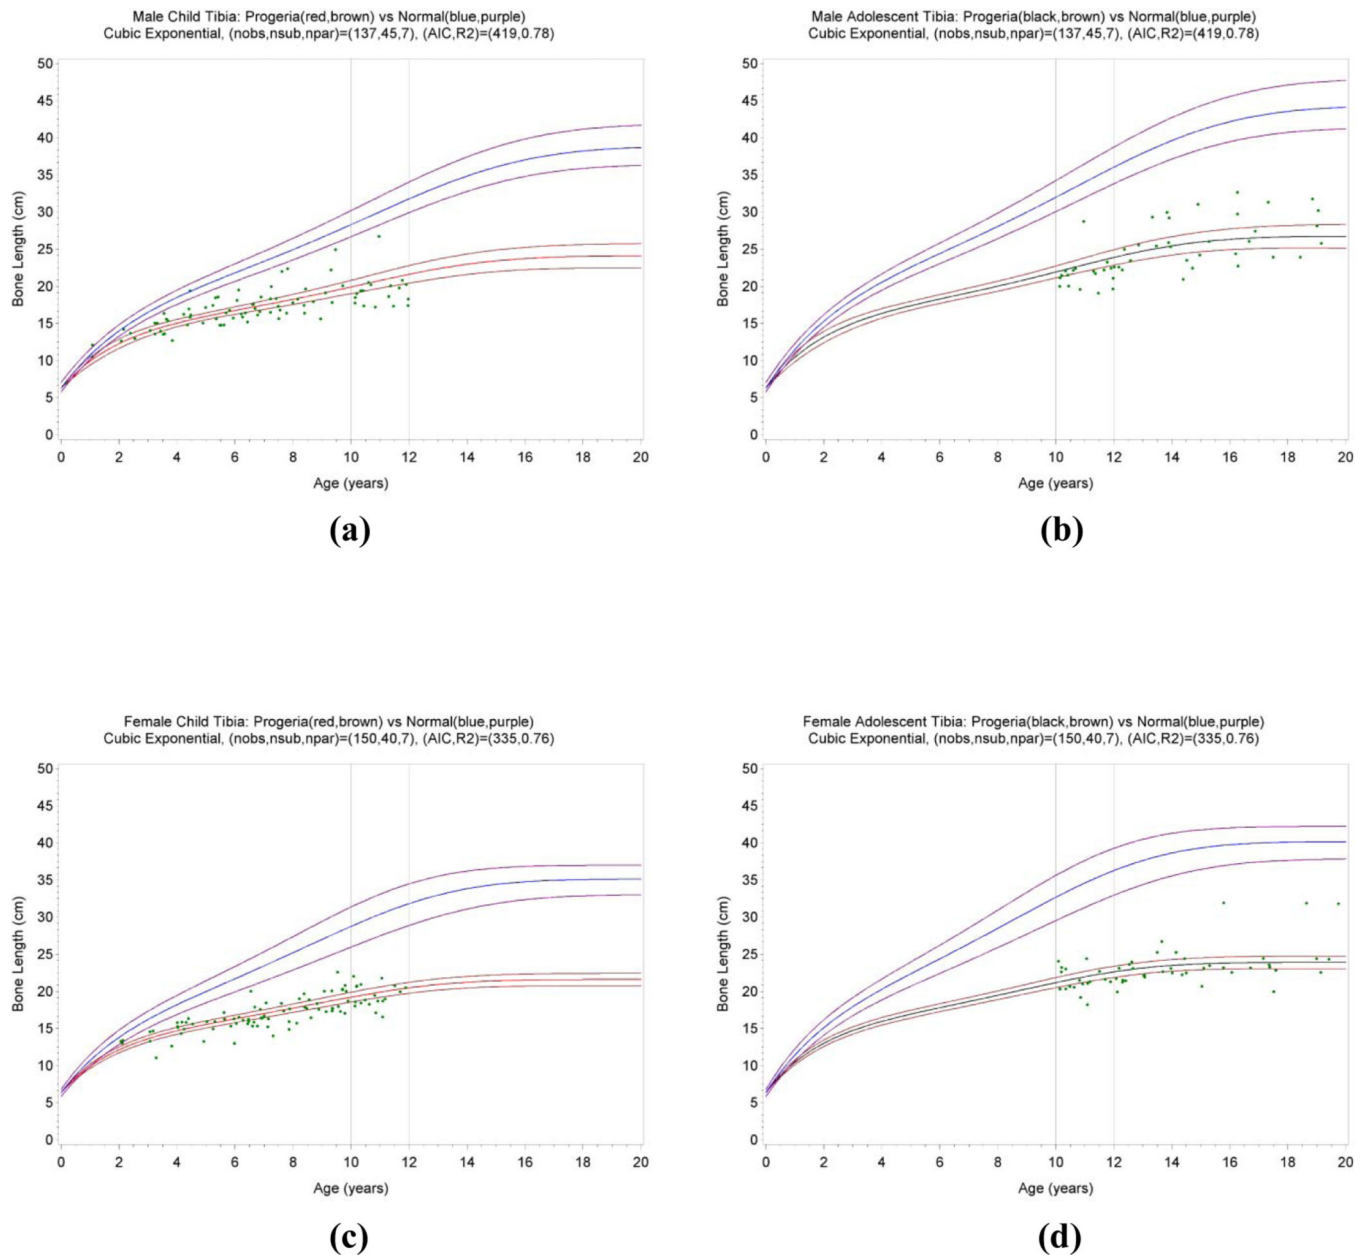 Male Child Tibia: Progeria(red,brown) vs Normal(blue,purple)
Cubic Exponential, (nobs,nsub,npar)=(137,45,7), (AIC,R2)=(419,0.78)
50
45
40
35
30
25
20
15
10
5
0
Bone Length (cm)
0 2 4 6 8 10 12 14 16 18 20
Age (years)
(a)
Male Adolescent Tibia: Progeria(black,brown) vs Normal(blue,purple)
Cubic Exponential, (nobs,nsub,npar)=(137,45,7), (AIC,R2)=(419,0.78)
50
45
40
35
30
25
20
15
10
5
0
Bone Length (cm)
0 2 4 6 8 10 12 14 16 18 20
Age (years)
(b)
Female Child Tibia: Progeria(red,brown) vs Normal(blue,purple)
Cubic Exponential, (nobs,nsub,npar)=(150,40,7), (AIC,R2)=(335,0.76)
50
45
40
35
30
25
20
15
10
5
0
Bone Length (cm)
0 2 4 6 8 10 12 14 16 18 20
Age (years)
(c)
Female Adolescent Tibia: Progeria(black,brown) vs Normal(blue,purple)
Cubic Exponential, (nobs,nsub,npar)=(150,40,7), (AIC,R2)=(335,0.76)
50
45
40
35
30
25
20
15
10
5
0
Bone Length (cm)
0 2 4 6 8 10 12 14 16 18 20
Age (years)
(d)